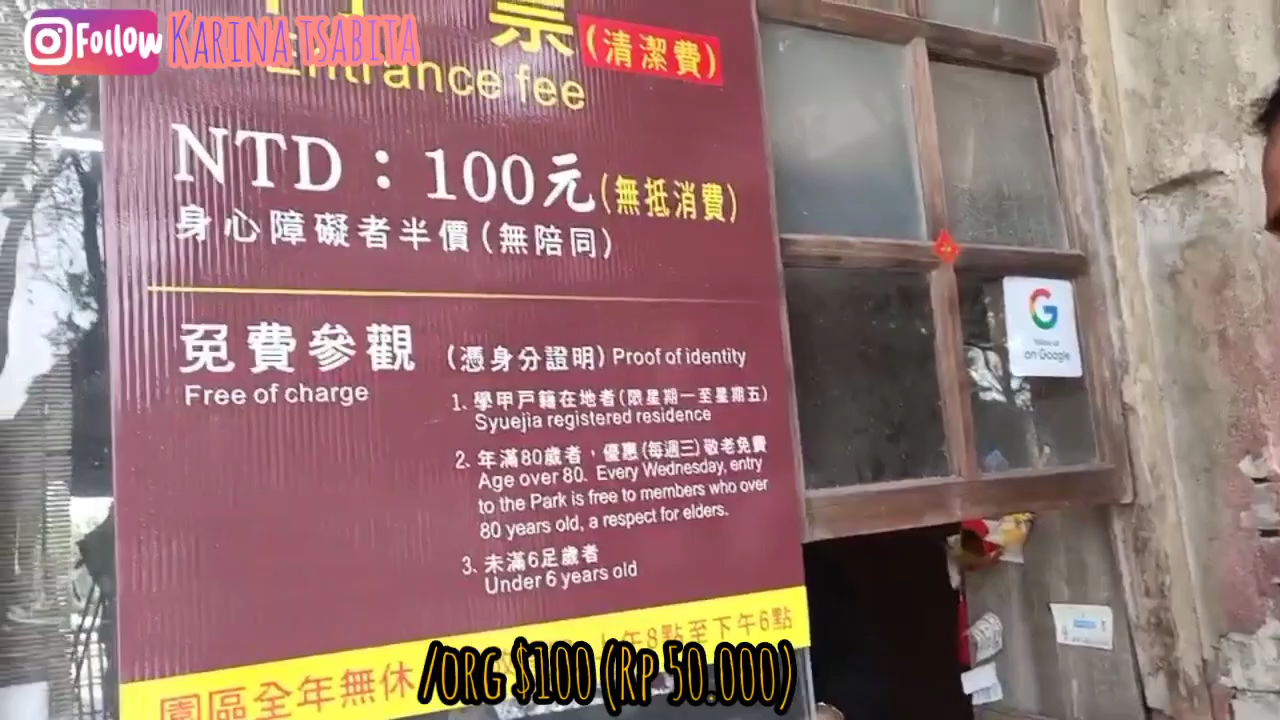 Follow KARINA TSABITA
票(清潔費)
Entrance fee
NTD：100元(無抵消費)
身心障礙者半價(無陪同)
免費參觀 (憑身分證明) Proof of identity
Free of charge
1、學甲戶籍在地者(限星期一至星期五)
Syuejia registered residence
2、年滿80歲者，優惠(每週三)敬老免費
Age over 80. Every Wednesday, entry
to the Park is free to members who over
80 years old, a respect for elders.
3、未滿6足歲者
Under 6 years old
園區全年無休 上午8點至下午6點
/ORG $100 (RP 50.000)
G
follow us
on Google